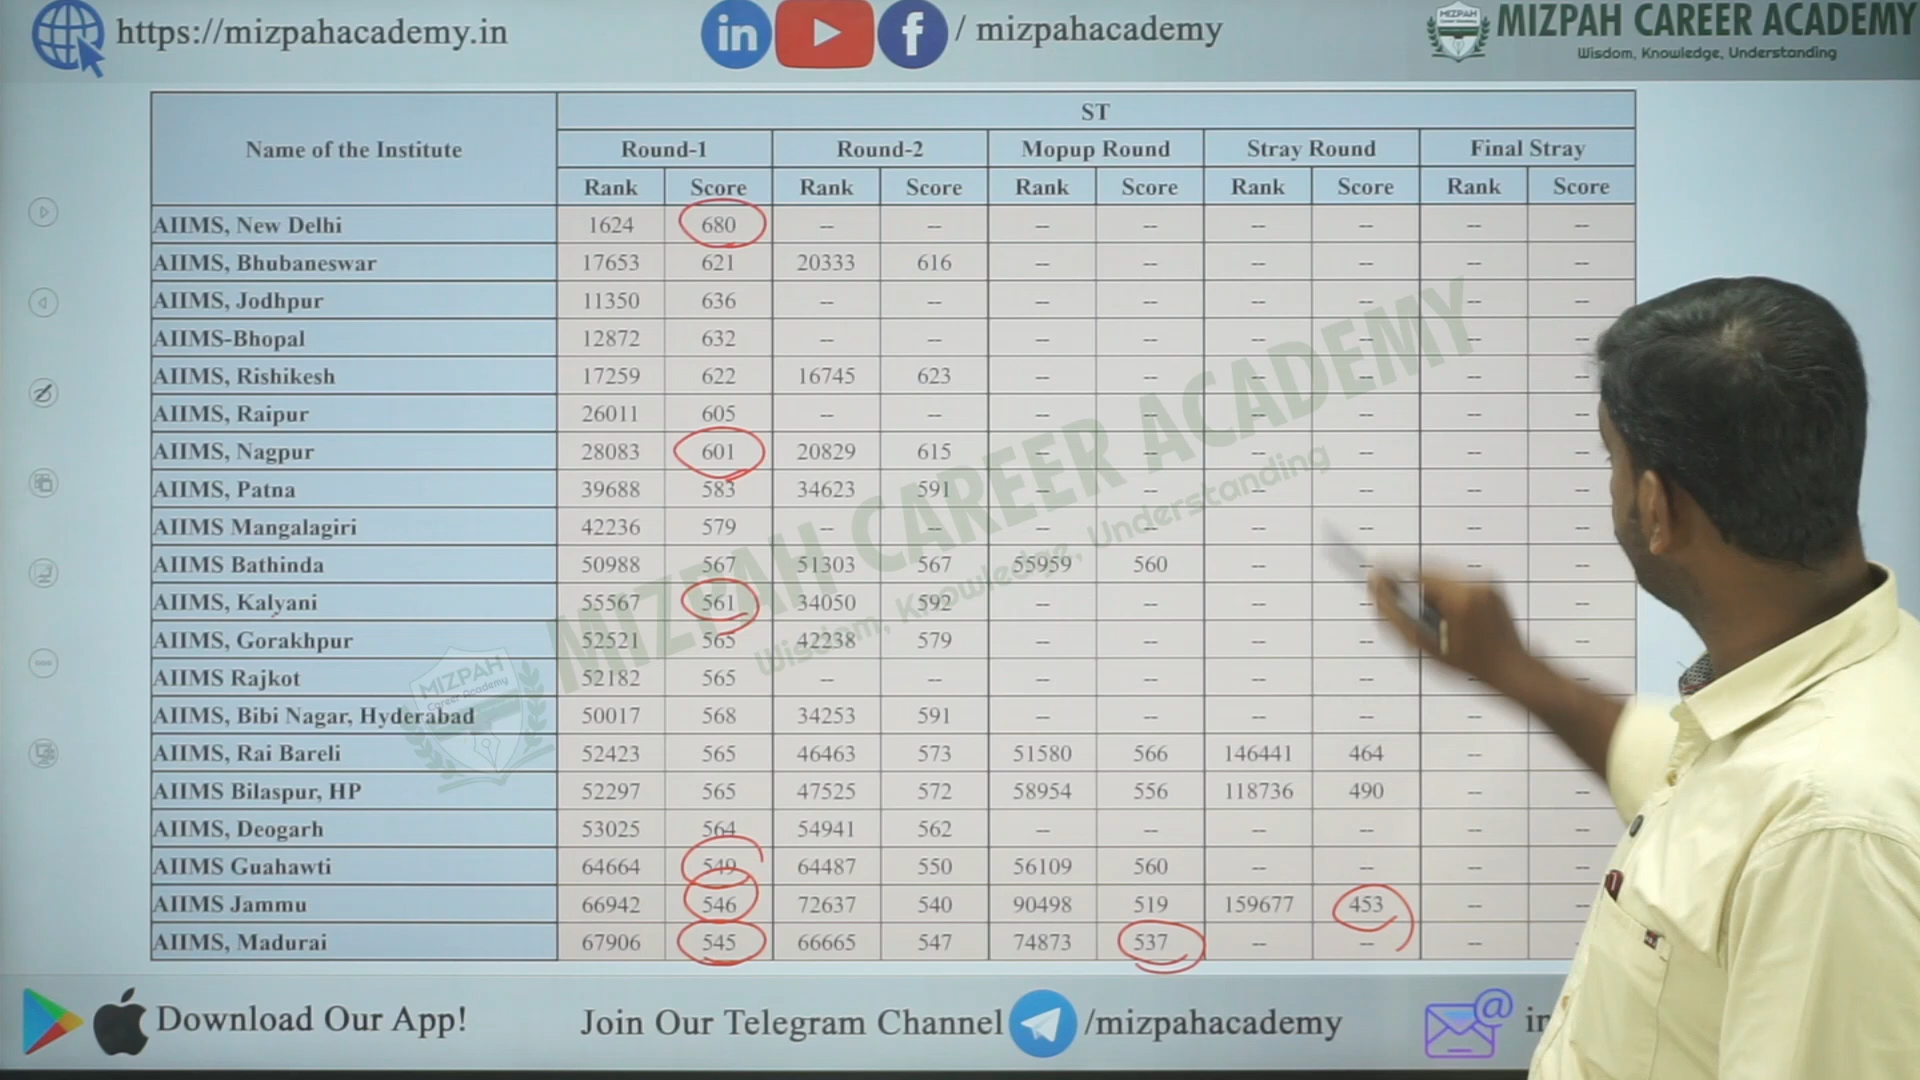 https://mizpahacademy.in
/ mizpahacademy
MIZPAH CAREER ACADEMY
Wisdom, Knowledge, Understanding
Name of the Institute ST
Round-1 Round-2 Mopup Round Stray Round Final Stray
Rank Score Rank Score Rank Score Rank Score Rank Score
AIIMS, New Delhi 1624 680 -- -- -- -- -- -- -- --
AIIMS, Bhubaneswar 17653 621 20333 616 -- -- -- -- -- --
AIIMS, Jodhpur 11350 636 -- -- -- -- -- -- -- --
AIIMS-Bhopal 12872 632 -- -- -- -- -- -- -- --
AIIMS, Rishikesh 17259 622 16745 623 -- -- -- -- -- --
AIIMS, Raipur 26011 605 -- -- -- -- -- -- -- --
AIIMS, Nagpur 28083 601 20829 615 -- -- -- -- -- --
AIIMS, Patna 39688 583 34623 591 -- -- -- -- -- --
AIIMS Mangalagiri 42236 579 -- -- -- -- -- -- -- --
AIIMS Bathinda 50988 567 51303 567 55959 560 -- -- -- --
AIIMS, Kalyani 55567 561 34050 592 -- -- -- -- -- --
AIIMS, Gorakhpur 52521 565 42238 579 -- -- -- -- -- --
AIIMS Rajkot 52182 565 -- -- -- -- -- -- -- --
AIIMS, Bibi Nagar, Hyderabad 50017 568 34253 591 -- -- -- -- -- --
AIIMS, Rai Bareli 52423 565 46463 573 51580 566 146441 464 -- --
AIIMS Bilaspur, HP 52297 565 47525 572 58954 556 118736 490 -- --
AIIMS, Deogarh 53025 564 54941 562 -- -- -- -- -- --
AIIMS Guahawti 64664 549 64487 550 56109 560 -- -- -- --
AIIMS Jammu 66942 546 72637 540 90498 519 159677 453 -- --
AIIMS, Madurai 67906 545 66665 547 74873 537 -- -- -- --
MIZPAH CAREER ACADEMY
Wisdom, Knowledge, Understanding
MIZPAH
Career Academy
Download Our App!
Join Our Telegram Channel /mizpahacademy